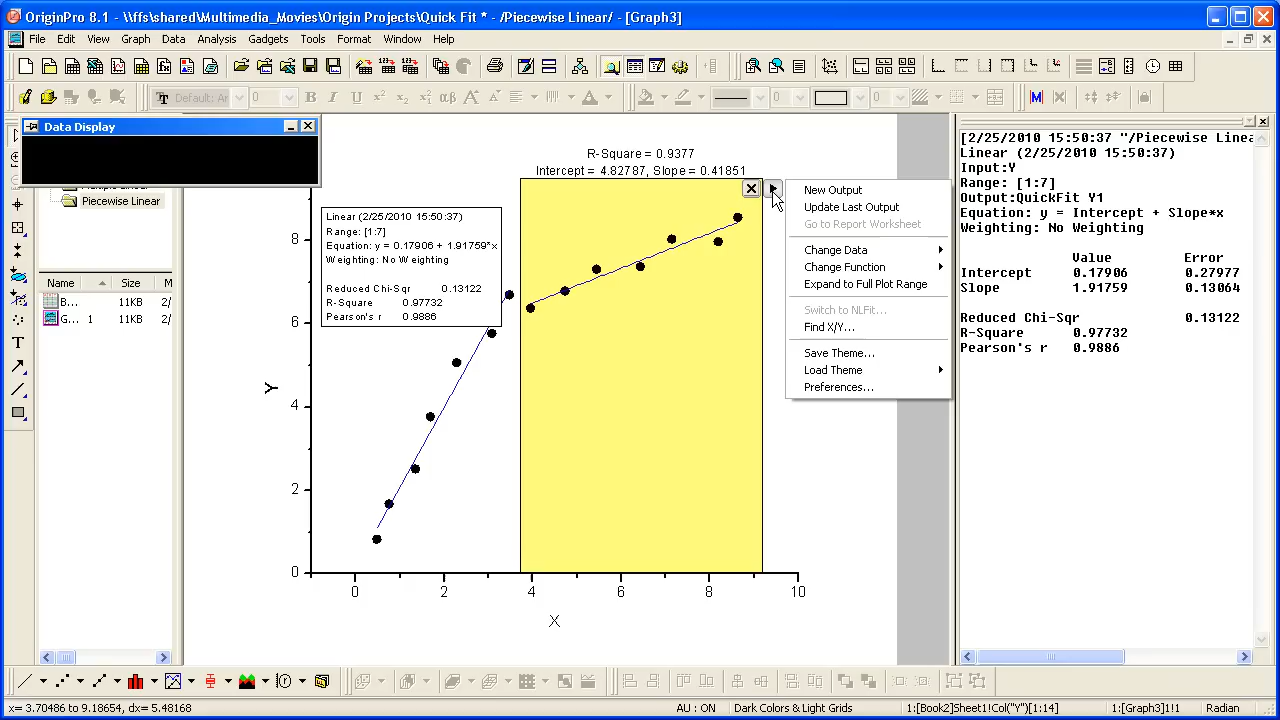 OriginPro 8.1 - \\ffs\shared\Multimedia_Movies\Origin Projects\Quick Fit * - /Piecewise Linear/ - [Graph3]
File Edit View Graph Data Analysis Gadgets Tools Format Window Help
Default: Ar 0 B I U 0 0
Data Display
Piecewise Linear
Name Size M
B... 11KB 2/
G... 1 11KB 2/
R-Square = 0.9377
Intercept = 4.82787, Slope = 0.41851
Linear (2/25/2010 15:50:37)
Range: [1:7]
Equation: y = 0.17906 + 1.91759*x
Weighting: No Weighting
Reduced Chi-Sqr 0.13122
R-Square 0.97732
Pearson's r 0.9886
8
6
4
2
0
Y
0 2 4 6 8 10
X
New Output
Update Last Output
Go to Report Worksheet
Change Data
Change Function
Expand to Full Plot Range
Switch to NLFit...
Find X/Y...
Save Theme...
Load Theme
Preferences...
[2/25/2010 15:50:37 "/Piecewise Linea
Linear (2/25/2010 15:50:37)
Input:Y
Range: [1:7]
Output:QuickFit Y1
Equation: y = Intercept + Slope*x
Weighting: No Weighting
Value Error
Intercept 0.17906 0.27977
Slope 1.91759 0.13064
Reduced Chi-Sqr 0.13122
R-Square 0.97732
Pearson's r 0.9886
x= 3.70486 to 9.18654, dx= 5.48168 AU : ON Dark Colors & Light Grids 1:[Book2]Sheet1!Col("Y")[1:14] 1:[Graph3]1!1 Radian